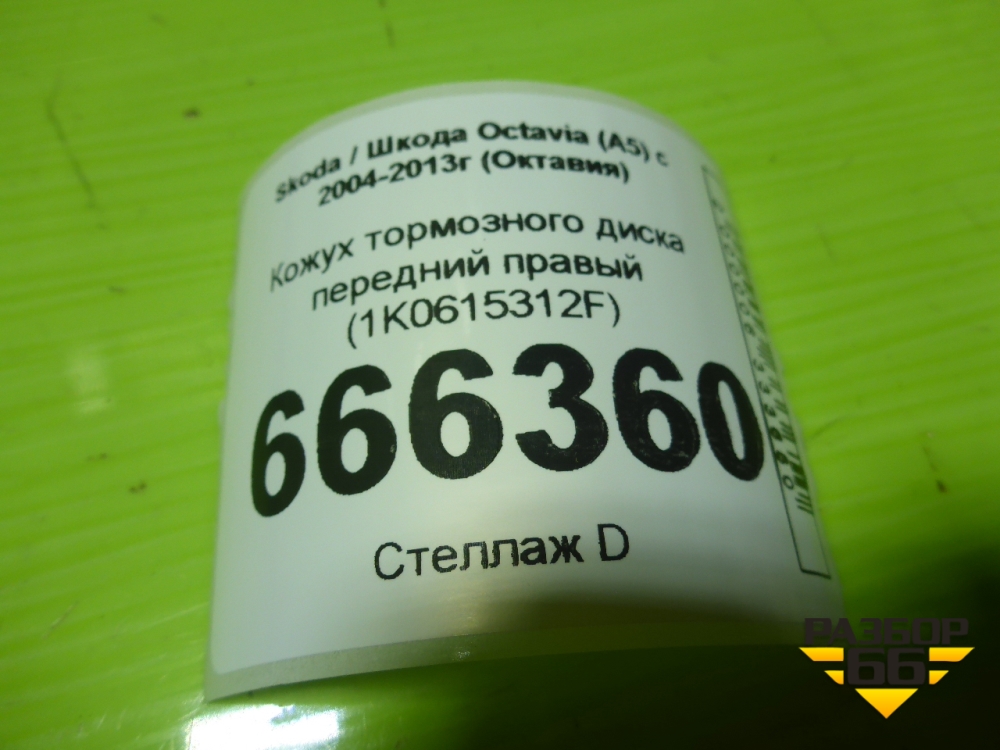 Skoda / Шкода Octavia (A5) с
2004-2013г (Октавия)
Кожух тормозного диска
передний правый
(1K0615312F)
666360
Стеллаж D
РАЗБОР
66